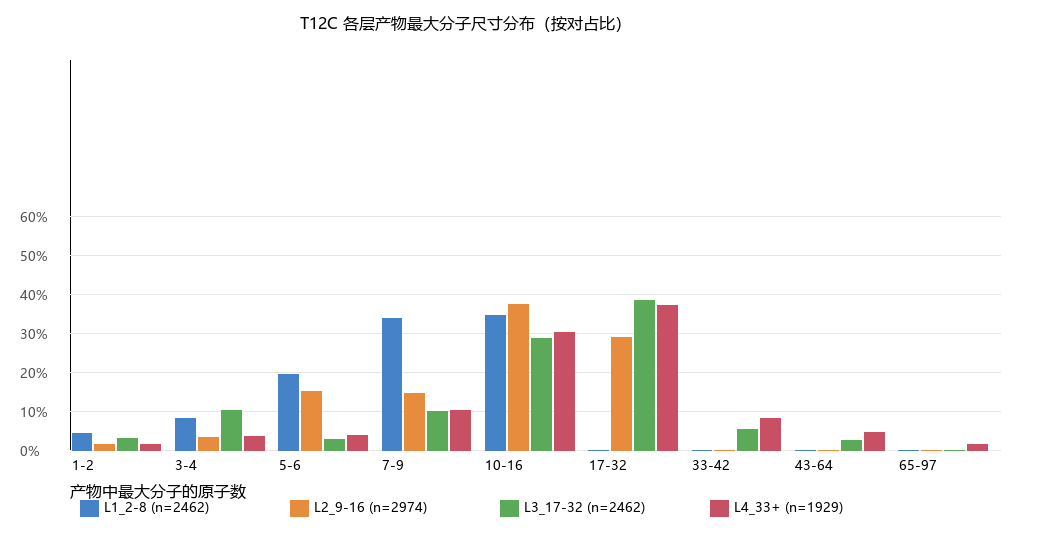 T12C 各层产物最大分子尺寸分布（按对占比）
60%
50%
40%
30%
20%
10%
0%
1-2 3-4 5-6 7-9 10-16 17-32 33-42 43-64 65-97
产物中最大分子的原子数
L1_2-8 (n=2462) L2_9-16 (n=2974) L3_17-32 (n=2462) L4_33+ (n=1929)